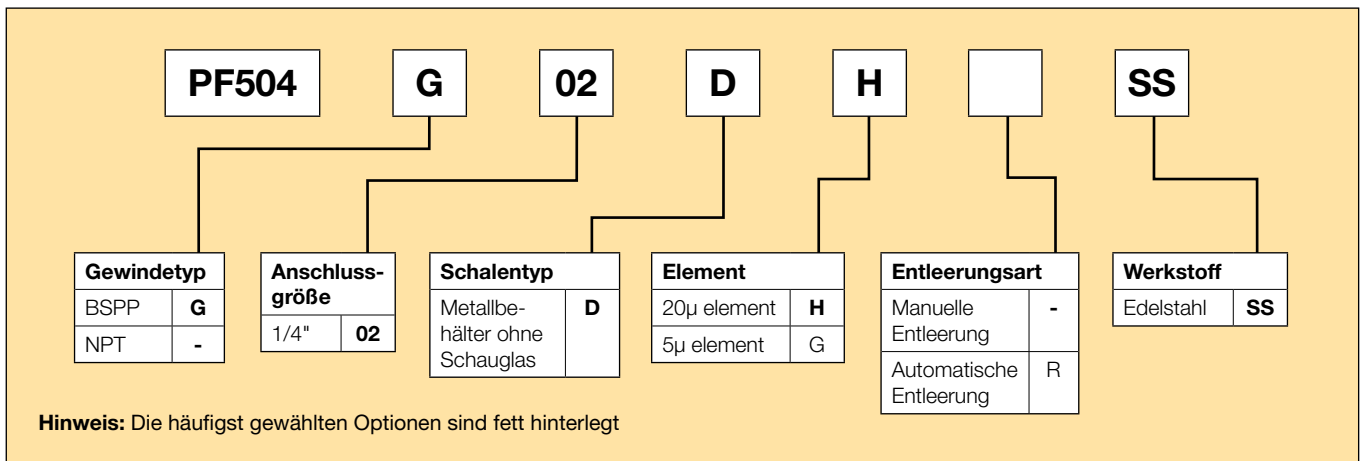 PF504 G 02 D H SS
Gewindetyp
BSPP G
NPT -
Anschluss-
größe
1/4" 02
Schalentyp
Metallbe- D
hälter ohne
Schauglas
Element
20µ element H
5µ element G
Entleerungsart
Manuelle -
Entleerung
Automatische R
Entleerung
Werkstoff
Edelstahl SS
Hinweis: Die häufigst gewählten Optionen sind fett hinterlegt